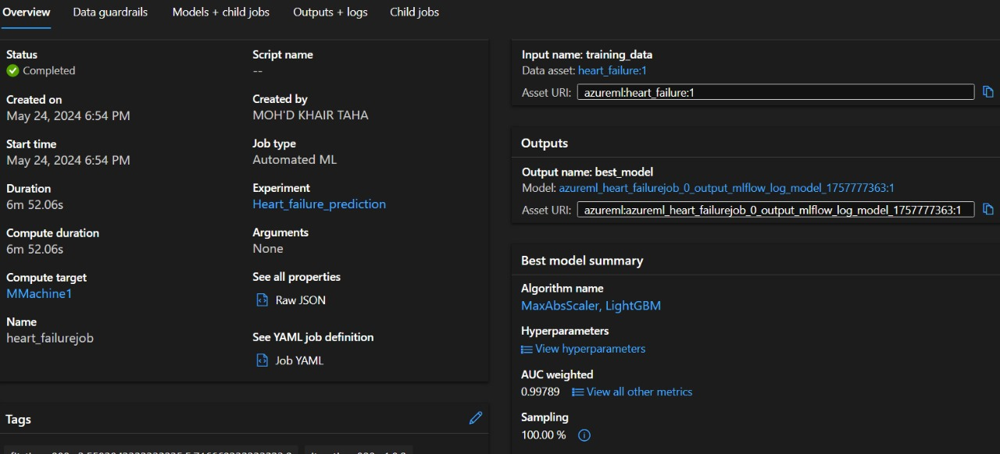 Overview Data guardrails Models + child jobs Outputs + logs Child jobs
Status
Completed
Created on
May 24, 2024 6:54 PM
Start time
May 24, 2024 6:54 PM
Duration
6m 52.06s
Compute duration
6m 52.06s
Compute target
MMachine1
Name
heart_failurejob
Script name
--
Created by
MOH'D KHAIR TAHA
Job type
Automated ML
Experiment
Heart_failure_prediction
Arguments
None
See all properties
Raw JSON
See YAML job definition
Job YAML
Tags
Input name: training_data
Data asset: heart_failure:1
Asset URI: azureml:heart_failure:1
Outputs
Output name: best_model
Model: azureml_heart_failurejob_0_output_mlflow_log_model_1757777363:1
Asset URI: azureml:azureml_heart_failurejob_0_output_mlflow_log_model_1757777363:1
Best model summary
Algorithm name
MaxAbsScaler, LightGBM
Hyperparameters
View hyperparameters
AUC weighted
0.99789 View all other metrics
Sampling
100.00 %